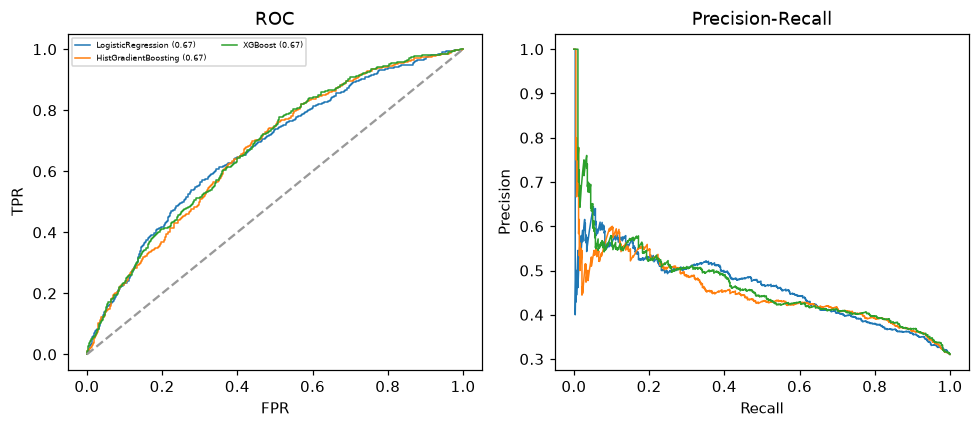 ROC
LogisticRegression (0.67)
HistGradientBoosting (0.67)
XGBoost (0.67)
1.0
0.8
0.6
0.4
0.2
0.0
TPR
0.0 0.2 0.4 0.6 0.8 1.0
FPR
Precision-Recall
1.0
0.9
0.8
0.7
0.6
0.5
0.4
0.3
Precision
0.0 0.2 0.4 0.6 0.8 1.0
Recall